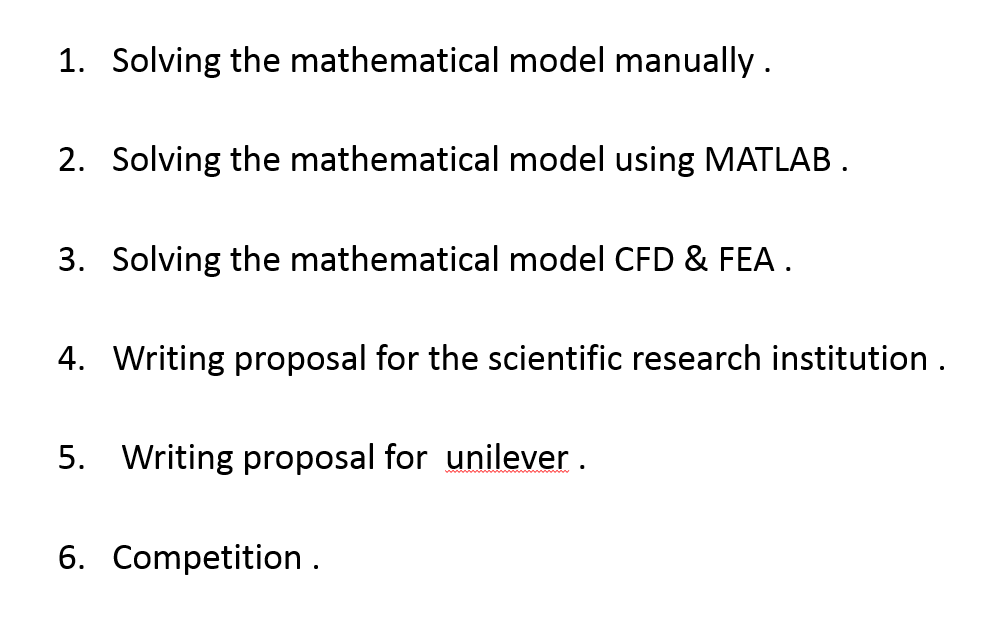 1. Solving the mathematical model manually .
2. Solving the mathematical model using MATLAB .
3. Solving the mathematical model CFD & FEA .
4. Writing proposal for the scientific research institution .
5. Writing proposal for unilever .
6. Competition .